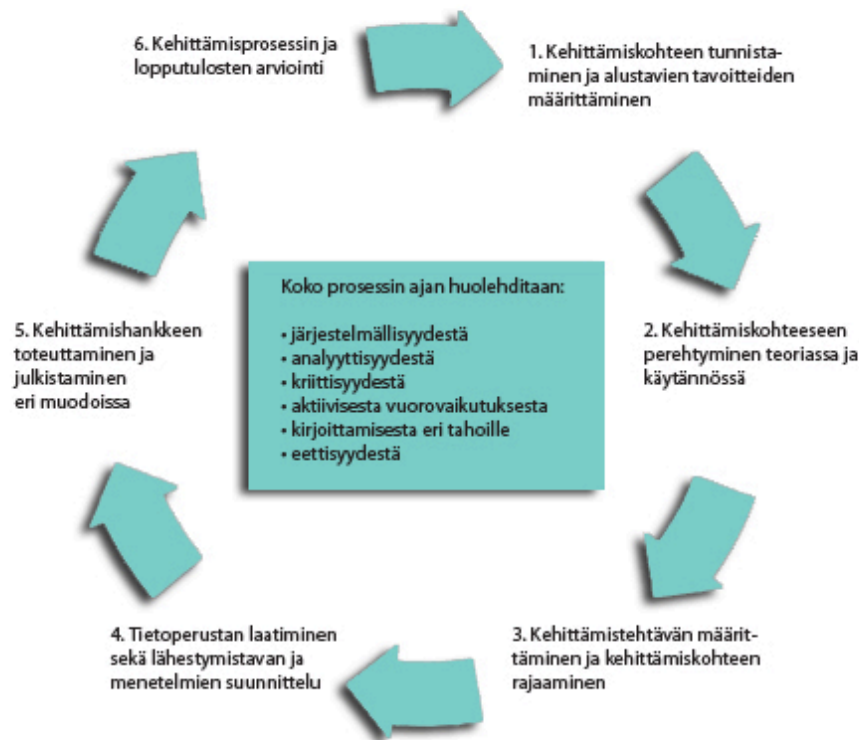 6. Kehittämisprosessin ja
lopputulosten arviointi
1. Kehittämiskohteen tunnista-
minen ja alustavien tavoitteiden
määrittäminen
2. Kehittämiskohteeseen
perehtyminen teoriassa ja
käytännössä
3. Kehittämistehtävän määrit-
täminen ja kehittämiskohteen
rajaaminen
4. Tietoperustan laatiminen
sekä lähestymistavan ja
menetelmien suunnittelu
5. Kehittämishankkeen
toteuttaminen ja
julkistaminen
eri muodoissa
Koko prosessin ajan huolehditaan:
• järjestelmällisyydestä
• analyyttisyydestä
• kriittisyydestä
• aktiivisesta vuorovaikutuksesta
• kirjoittamisesta eri tahoille
• eettisyydestä